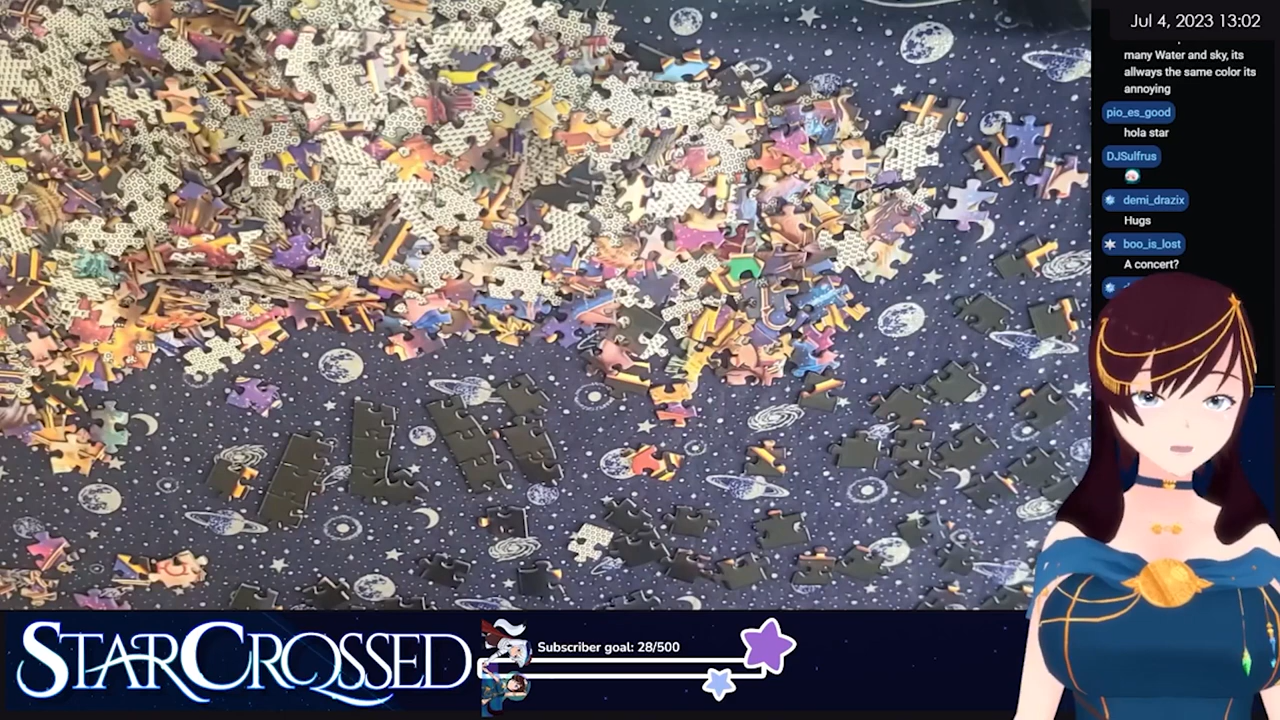 Jul 4, 2023 13:02
many Water and sky, its
allways the same color its
annoying
pio_es_good
hola star
DJSulfrus
demi_drazix
Hugs
boo_is_lost
A concert?
STARCROSSED
Subscriber goal: 28/500